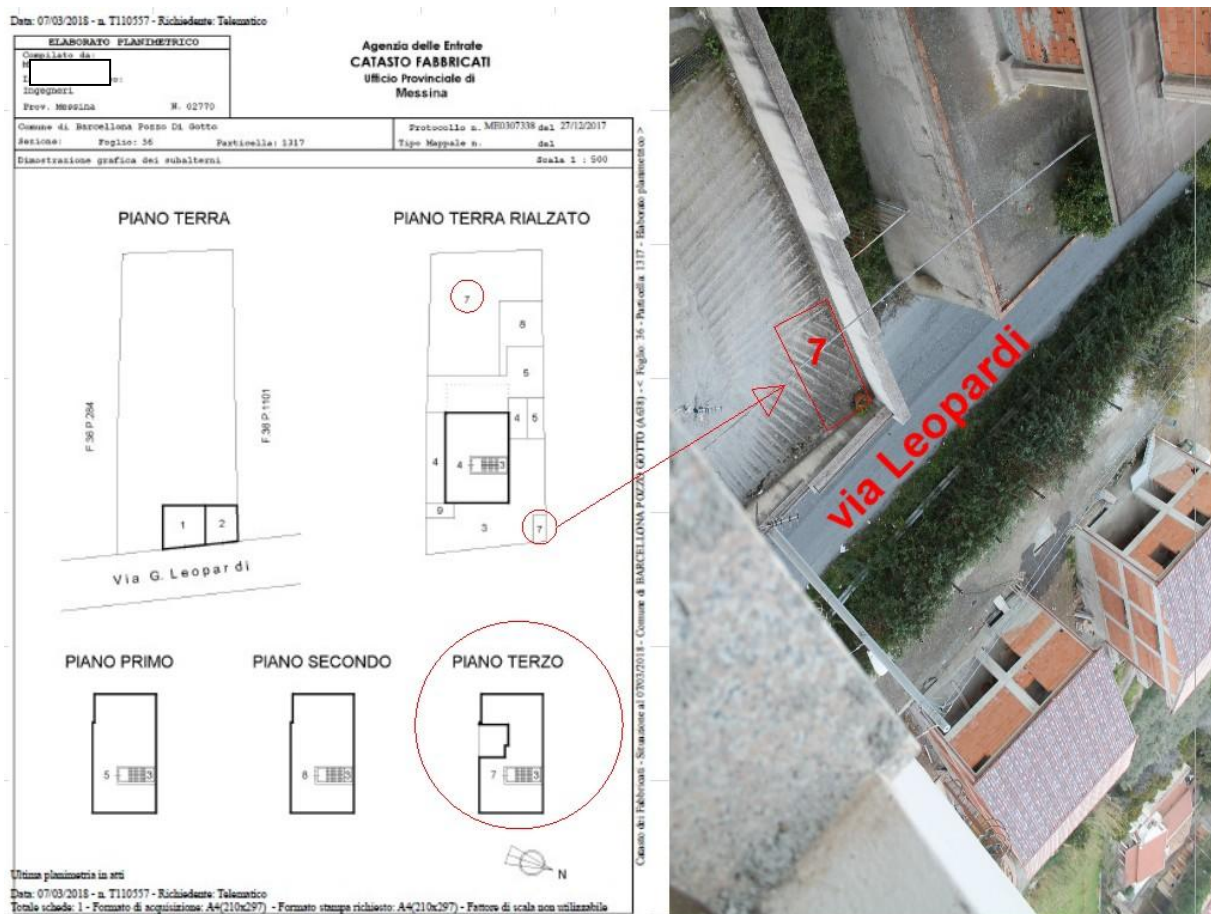 Data: 07/03/2018 - n. T110557 - Richiedente: Telematico
ELABORATO PLANIMETRICO
Compilato da:
Ingegneri
Prov. Messina N. 02770
Agenzia delle Entrate
CATASTO FABBRICATI
Ufficio Provinciale di
Messina
Comune di Barcellona Pozzo Di Gotto
Protocollo n. ME0307338 del 27/12/2017
Sezione: Foglio: 36 Particella: 1317
Tipo Mappale n. del
Dimostrazione grafica dei subalterni
Scala 1 : 500
PIANO TERRA
PIANO TERRA RIALZATO
7
8
5
4 6
F.36 P.284
F.36 P.1101
4
4 3
9
3
7
1 2
Via G. Leopardi
PIANO PRIMO
PIANO SECONDO
PIANO TERZO
5 3
6 3
7 3
N
Ultima planimetria in atti
Data: 07/03/2018 - n. T110557 - Richiedente: Telematico
Totale schede: 1 - Formato di acquisizione: A4(210x297) - Formato stampa richiesto: A4(210x297) - Fattore di scala non utilizzabile
Catasto dei Fabbricati - Situazione al 07/03/2018 - Comune di BARCELLONA POZZO GOTTO (A638) - < Foglio: 36 - Particella: 1317 - Elaborato planimetrico >
7
via Leopardi